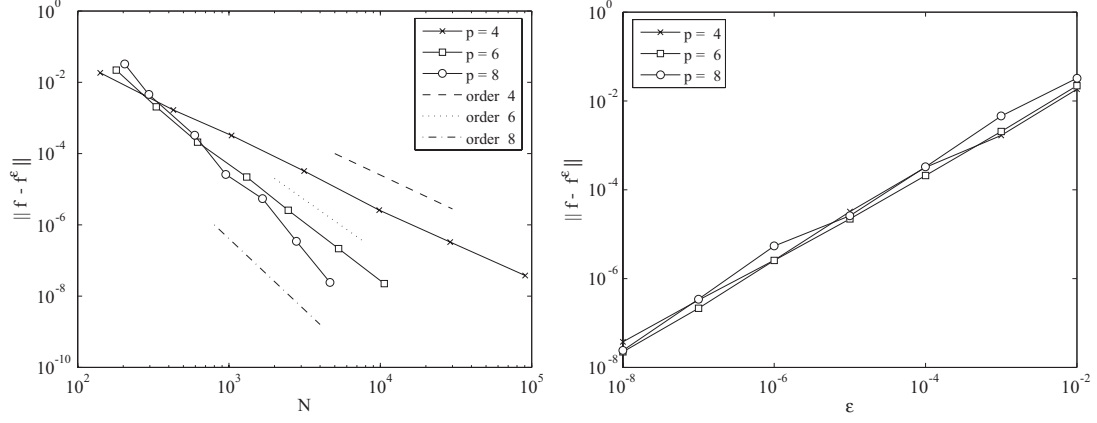 10^0
10^-2
10^-4
10^-6
10^-8
10^-10
|| f - f^ε ||
10^2
10^3
10^4
10^5
N
p = 4
p = 6
p = 8
order 4
order 6
order 8
10^0
10^-2
10^-4
10^-6
10^-8
|| f - f^ε ||
10^-8
10^-6
10^-4
10^-2
ε
p = 4
p = 6
p = 8